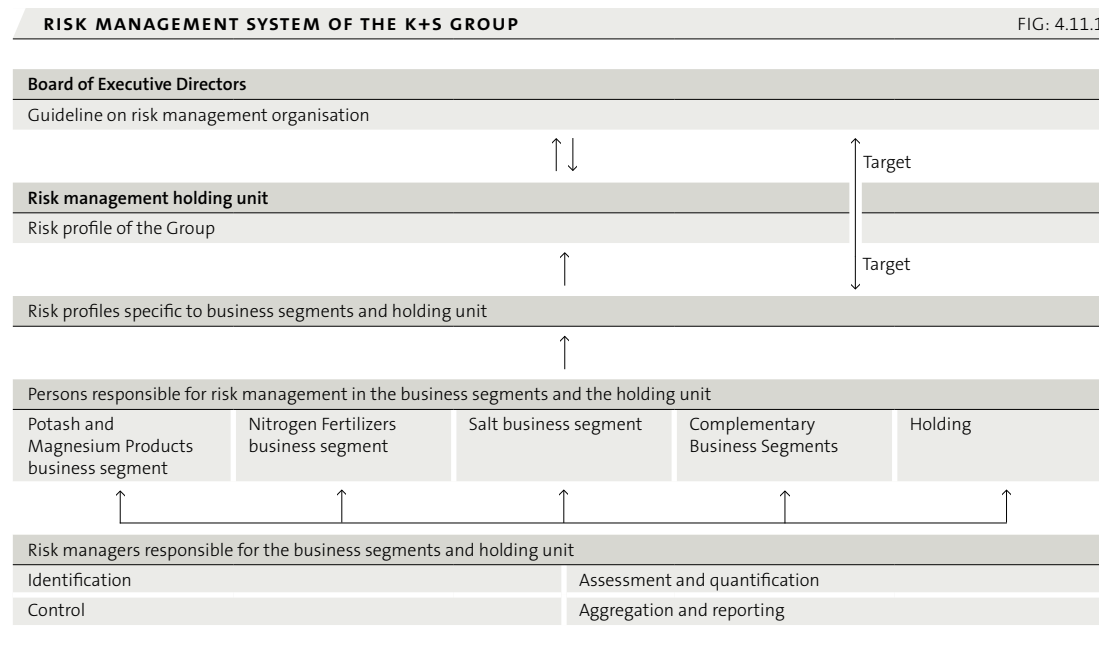 RISK MANAGEMENT SYSTEM OF THE K+S GROUP FIG: 4.11.1
Board of Executive Directors
Guideline on risk management organisation
Target
Risk management holding unit
Risk profile of the Group
Target
Risk profiles specific to business segments and holding unit
Persons responsible for risk management in the business segments and the holding unit
Potash and
Magnesium Products
business segment
Nitrogen Fertilizers
business segment
Salt business segment
Complementary
Business Segments
Holding
Risk managers responsible for the business segments and holding unit
Identification
Assessment and quantification
Control
Aggregation and reporting